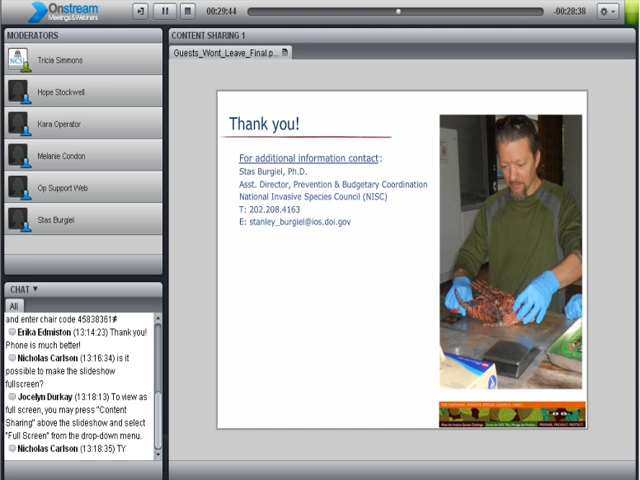 Onstream
Meetings & Webinars
00:29:44
-00:28:38
MODERATORS
NCSL
Tricia Simmons
Hope Stockwell
Kara Operator
Melanie Condon
Op Support Web
Stas Burgiel
CHAT
All
and enter chair code 45838361#
Erika Edmiston (13:14:23) Thank you!
Phone is much better!
Nicholas Carlson (13:16:34) is it
possible to make the slideshow
fullscreen?
Jocelyn Durkay (13:18:13) To view as
full screen, you may press "Content
Sharing" above the slideshow and select
"Full Screen" from the drop-down menu.
Nicholas Carlson (13:18:35) TY
CONTENT SHARING 1
Guests_Wont_Leave_Final.p...
Thank you!
For additional information contact:
Stas Burgiel, Ph.D.
Asst. Director, Prevention & Budgetary Coordination
National Invasive Species Council (NISC)
T: 202.208.4163
E: stanley_burgiel@ios.doi.gov